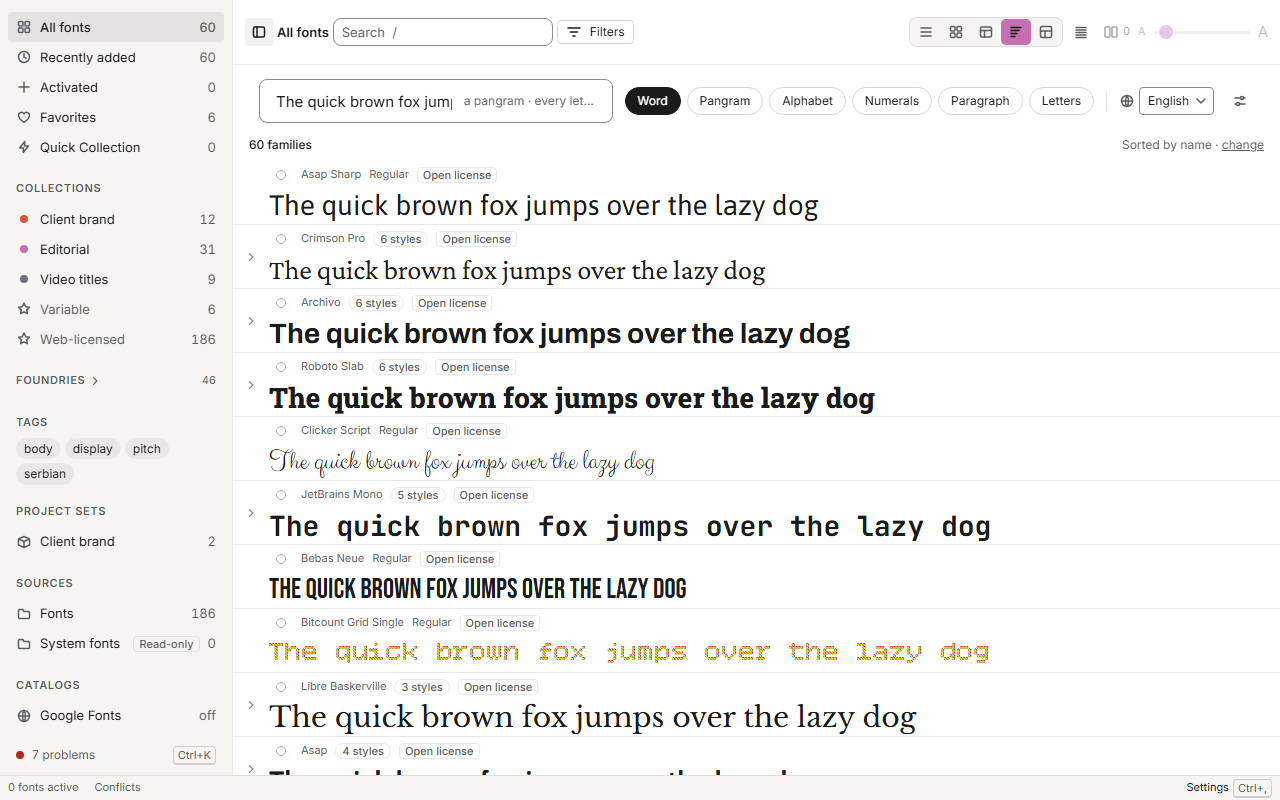 All fonts 60
Recently added 60
Activated 0
Favorites 6
Quick Collection 0
COLLECTIONS
Client brand 12
Editorial 31
Video titles 9
Variable 6
Web-licensed 186
FOUNDRIES 46
TAGS
body display pitch
serbian
PROJECT SETS
Client brand 2
SOURCES
Fonts 186
System fonts Read-only 0
CATALOGS
Google Fonts off
7 problems Ctrl+K
All fonts Search / Filters 0 A A
The quick brown fox jump a pangram · every let... Word Pangram Alphabet Numerals Paragraph Letters English
60 families Sorted by name · change
Asap Sharp Regular Open license
The quick brown fox jumps over the lazy dog
Crimson Pro 6 styles Open license
The quick brown fox jumps over the lazy dog
Archivo 6 styles Open license
The quick brown fox jumps over the lazy dog
Roboto Slab 6 styles Open license
The quick brown fox jumps over the lazy dog
Clicker Script Regular Open license
The quick brown fox jumps over the lazy dog
JetBrains Mono 5 styles Open license
The quick brown fox jumps over the lazy dog
Bebas Neue Regular Open license
THE QUICK BROWN FOX JUMPS OVER THE LAZY DOG
Bitcount Grid Single Regular Open license
The quick brown fox jumps over the lazy dog
Libre Baskerville 3 styles Open license
The quick brown fox jumps over the lazy dog
Asap 4 styles Open license
0 fonts active Conflicts Settings Ctrl+,